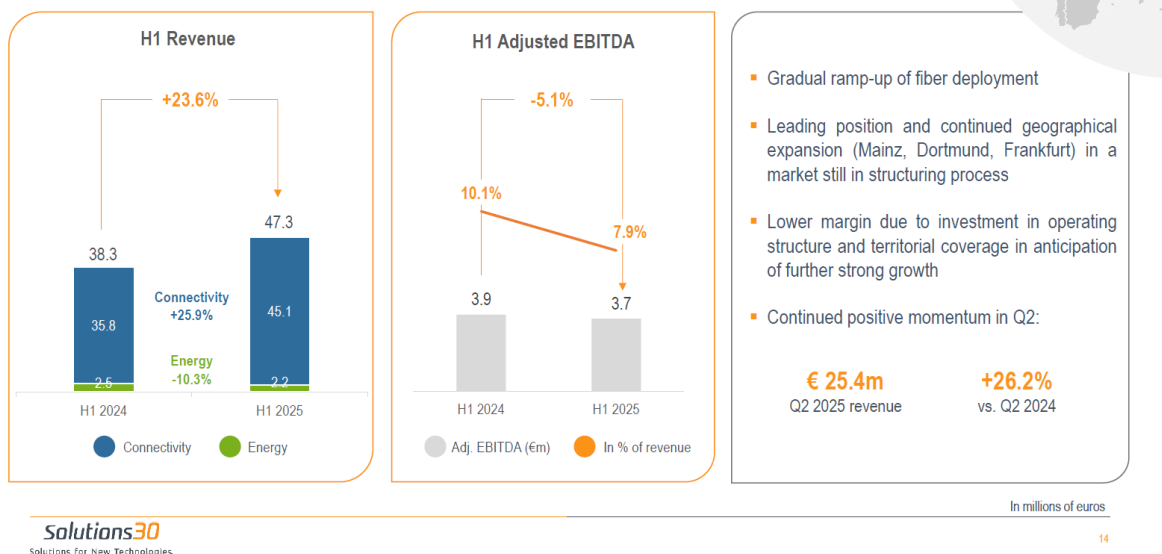 H1 Revenue
+23.6%
47.3
38.3
Connectivity
+25.9%
35.8
45.1
Energy
-10.3%
2.5
2.2
H1 2024
H1 2025
Connectivity
Energy
H1 Adjusted EBITDA
-5.1%
10.1%
7.9%
3.9
3.7
H1 2024
H1 2025
Adj. EBITDA (€m)
In % of revenue
▪ Gradual ramp-up of fiber deployment
▪ Leading position and continued geographical
expansion (Mainz, Dortmund, Frankfurt) in a
market still in structuring process
▪ Lower margin due to investment in operating
structure and territorial coverage in anticipation
of further strong growth
▪ Continued positive momentum in Q2:
€ 25.4m
+26.2%
Q2 2025 revenue
vs. Q2 2024
In millions of euros
Solutions30
Solutions for New Technologies
14